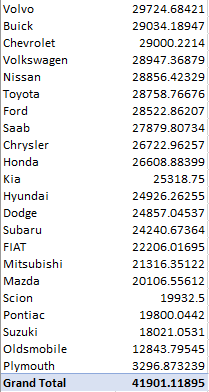 Volvo 29724.68421
Buick 29034.18947
Chevrolet 29000.2214
Volkswagen 28947.36879
Nissan 28856.42329
Toyota 28758.76676
Ford 28522.86207
Saab 27879.80734
Chrysler 26722.96257
Honda 26608.88399
Kia 25318.75
Hyundai 24926.26255
Dodge 24857.04537
Subaru 24240.67364
FIAT 22206.01695
Mitsubishi 21316.35122
Mazda 20106.55612
Scion 19932.5
Pontiac 19800.0442
Suzuki 18021.0531
Oldsmobile 12843.79545
Plymouth 3296.873239
Grand Total 41901.11895